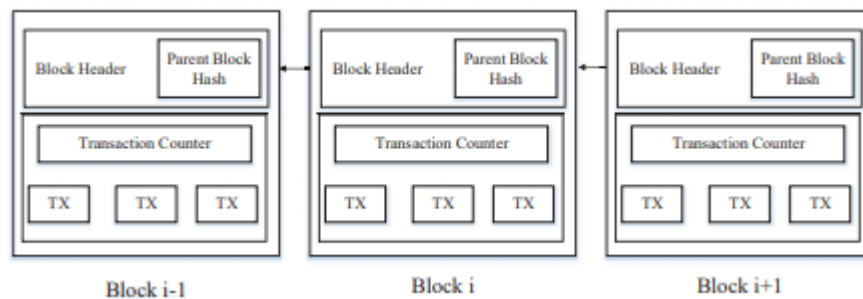 Block Header
Parent Block
Hash
Transaction Counter
TX TX TX
Block i-1
Block Header
Parent Block
Hash
Transaction Counter
TX TX TX
Block i
Block Header
Parent Block
Hash
Transaction Counter
TX TX TX
Block i+1